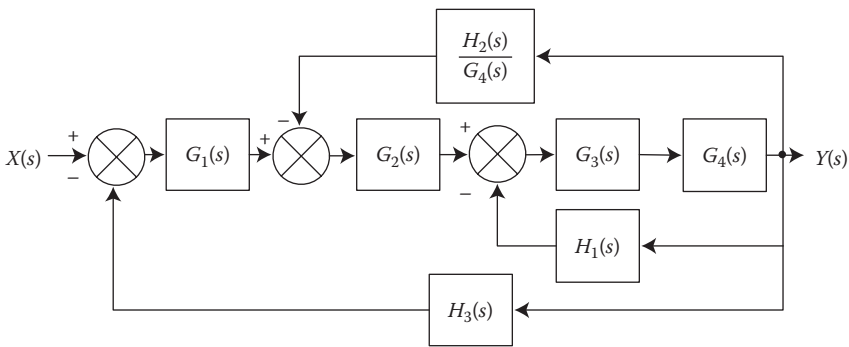 H₂(s)
G₄(s)
−
X(s)
+
−
G₁(s)
+
G₂(s)
+
−
G₃(s)
G₄(s)
Y(s)
H₁(s)
H₃(s)